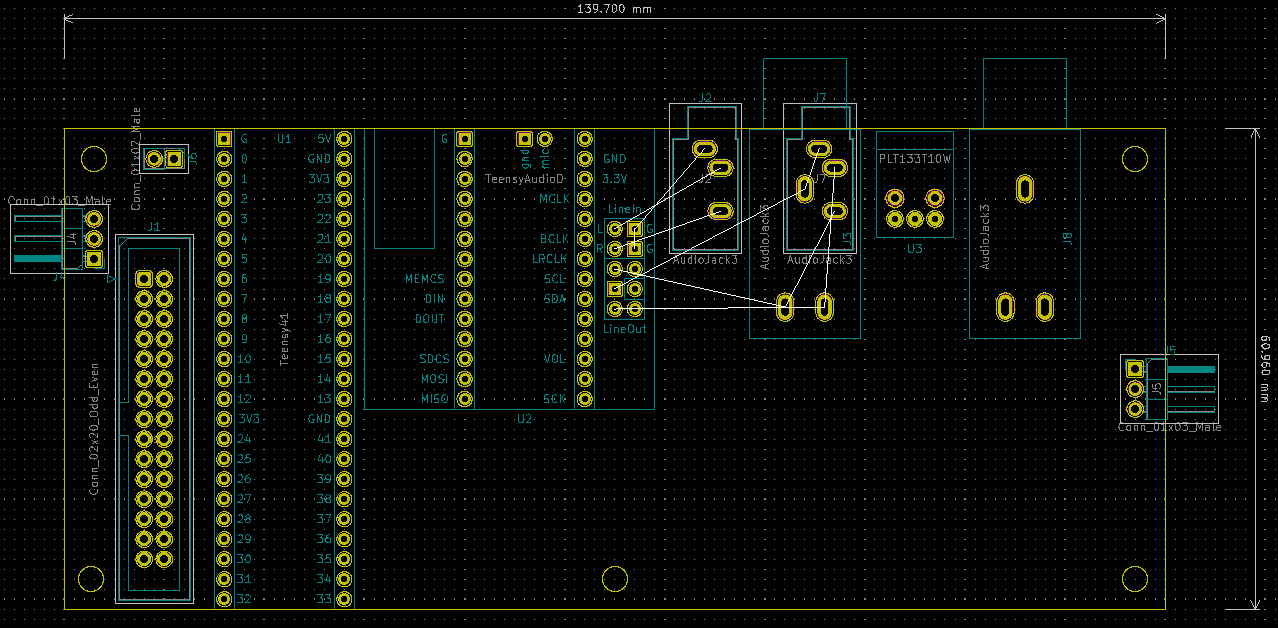 139.700 mm
60.960 mm
Conn_01x02_Male
J6
Conn_01x03_Male
J4
J4
J1
Conn_02x20_Odd_Even
G
0
1
2
3
4
5
6
7
8
9
10
11
12
3V3
24
25
26
27
28
29
30
31
32
U1
Teensy41
5V
GND
3V3
23
22
21
20
19
18
17
16
15
14
13
GND
41
40
39
38
37
36
35
34
33
G
gnd
mic
TeensyAudioD
GND
3.3V
MCLK
BCLK
LRCLK
MEMCS
SCL
DIN
SDA
DOUT
SDCS
VOL
MOSI
MISO
SCK
U2
LineIn
L
G
R
G
LineOut
J2
J2
AudioJack3
AudioJack3
J3
J7
J7
AudioJack3
PLT133T10W
U3
AudioJack3
J8
J5
J5
Conn_01x03_Male